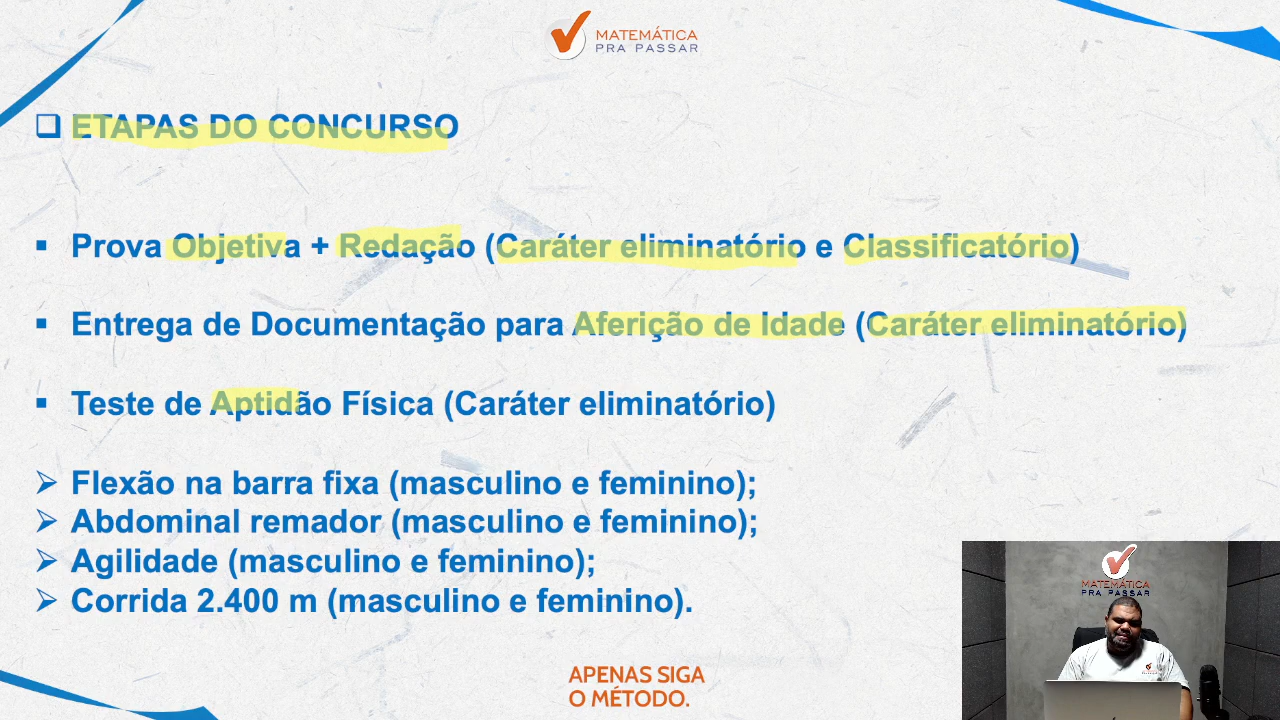 MATEMÁTICA
PRA PASSAR
ETAPAS DO CONCURSO
Prova Objetiva + Redação (Caráter eliminatório e Classificatório)
Entrega de Documentação para Aferição de Idade (Caráter eliminatório)
Teste de Aptidão Física (Caráter eliminatório)
Flexão na barra fixa (masculino e feminino);
Abdominal remador (masculino e feminino);
Agilidade (masculino e feminino);
Corrida 2.400 m (masculino e feminino).
MATEMÁTICA
PRA PASSAR
APENAS SIGA
O MÉTODO.